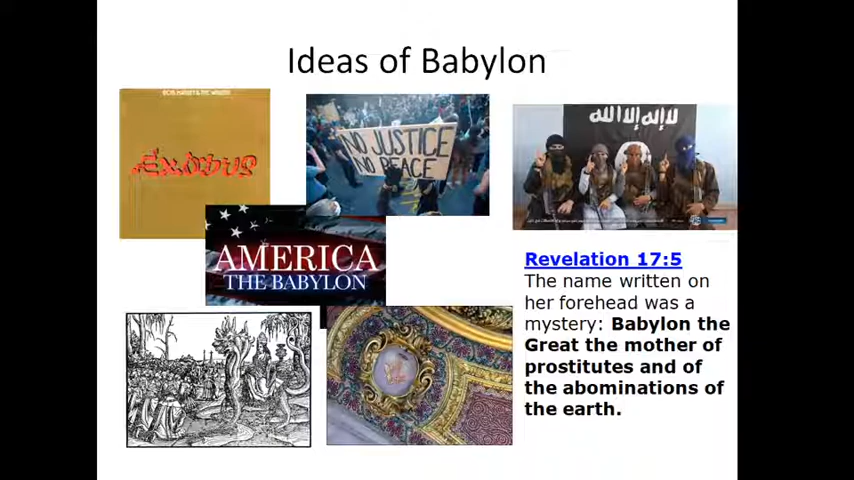 Ideas of Babylon
BOB MARLEY & THE WAILERS
EXODUS
NO JUSTICE
NO PEACE
لا إله إلا الله
AMERICA
THE BABYLON
Revelation 17:5
The name written on
her forehead was a
mystery: Babylon the
Great the mother of
prostitutes and of
the abominations of
the earth.